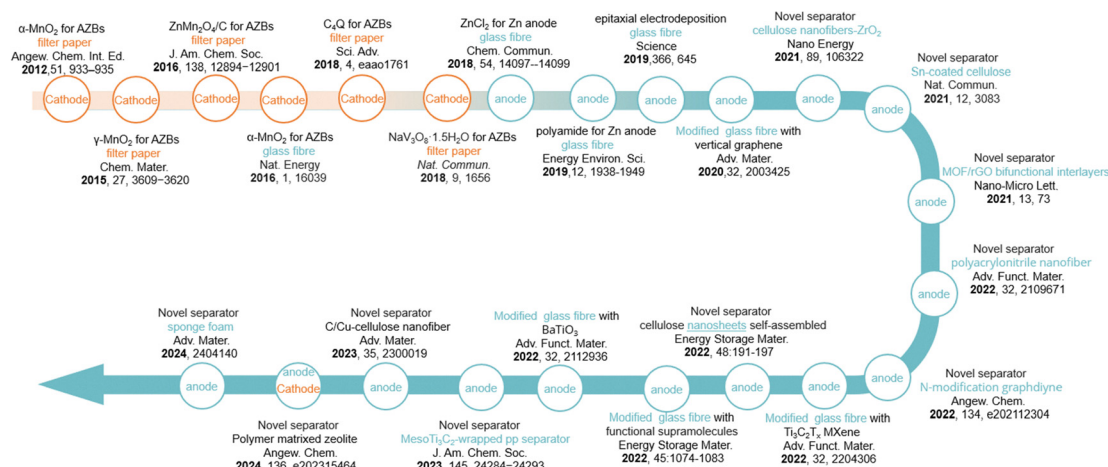 α-MnO₂ for AZBs
filter paper
Angew. Chem. Int. Ed.
2012,51, 933–935
ZnMn₂O₄/C for AZBs
filter paper
J. Am. Chem. Soc.
2016, 138, 12894−12901
C₄Q for AZBs
filter paper
Sci. Adv.
2018, 4, eaao1761
ZnCl₂ for Zn anode
glass fibre
Chem. Commun.
2018, 54, 14097--14099
epitaxial electrodeposition
glass fibre
Science
2019,366, 645
Novel separator
cellulose nanofibers-ZrO₂
Nano Energy
2021, 89, 106322
Novel separator
Sn-coated cellulose
Nat. Commun.
2021, 12, 3083
Cathode
Cathode
Cathode
Cathode
Cathode
Cathode
anode
anode
anode
anode
anode
anode
γ-MnO₂ for AZBs
filter paper
Chem. Mater.
2015, 27, 3609−3620
α-MnO₂ for AZBs
glass fibre
Nat. Energy
2016, 1, 16039
NaV₃O₈·1.5H₂O for AZBs
filter paper
Nat. Commun.
2018, 9, 1656
polyamide for Zn anode
glass fibre
Energy Environ. Sci.
2019,12, 1938-1949
Modified glass fibre with
vertical graphene
Adv. Mater.
2020,32, 2003425
anode
Novel separator
MOF/rGO bifunctional interlayers
Nano-Micro Lett.
2021, 13, 73
anode
Novel separator
polyacrylonitrile nanofiber
Adv. Funct. Mater.
2022, 32, 2109671
Novel separator
sponge foam
Adv. Mater.
2024, 2404140
Novel separator
C/Cu-cellulose nanofiber
Adv. Mater.
2023, 35, 2300019
Modified glass fibre with
BaTiO₃
Adv. Funct. Mater.
2022, 32, 2112936
Novel separator
cellulose nanosheets self-assembled
Energy Storage Mater.
2022, 48:191-197
anode
anode
Cathode
anode
anode
anode
anode
anode
anode
anode
Novel separator
N-modification graphdiyne
Angew. Chem.
2022, 134, e202112304
Novel separator
Polymer matrixed zeolite
Angew. Chem.
2024, 136, e202315464
Novel separator
MesoTi₃C₂-wrapped pp separator
J. Am. Chem. Soc.
2023, 145, 24284−24293
Modified glass fibre with
functional supramolecules
Energy Storage Mater.
2022, 45:1074-1083
Modified glass fibre with
Ti₃C₂Tₓ MXene
Adv. Mater.
2022, 32, 2204306